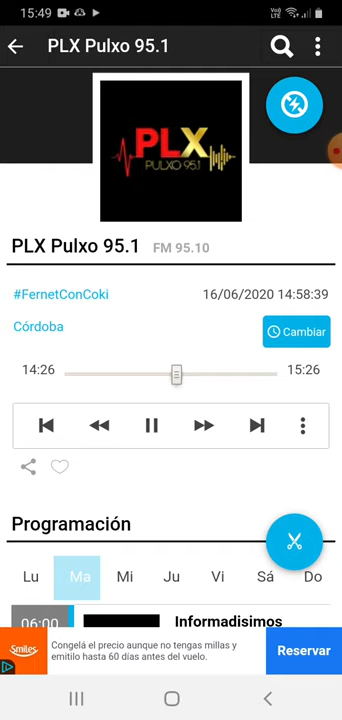 15:49
Vo)) LTE
PLX Pulxo 95.1
PLX
PULXO 95.1
PLX Pulxo 95.1 FM 95.10
#FernetConCoki 16/06/2020 14:58:39
Córdoba
Cambiar
14:26 15:26
Programación
Lu Ma Mi Ju Vi Sá Do
06:00 Informadisimos
Smiles
Congelá el precio aunque no tengas millas y
emitilo hasta 60 días antes del vuelo.
Reservar